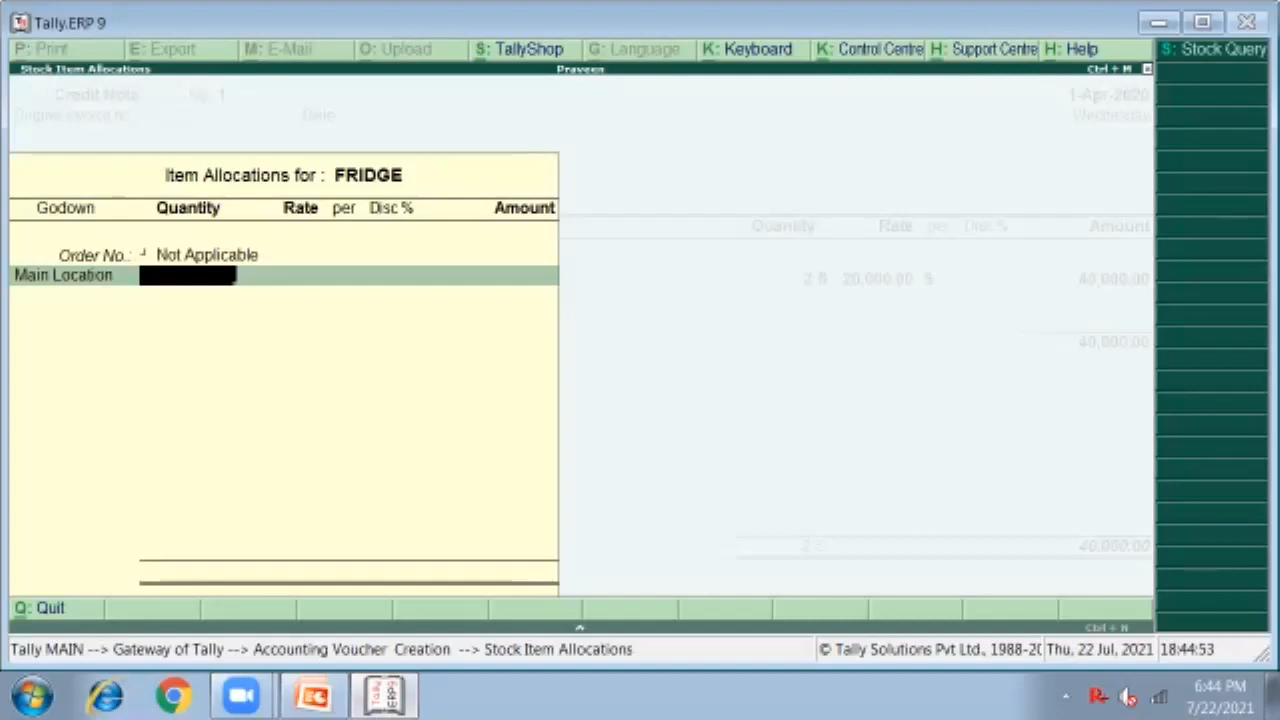 Tally.ERP 9
P: Print E: Export M: E-Mail O: Upload S: TallyShop G: Language K: Keyboard K: Control Centre H: Support Centre H: Help S: Stock Query
Stock Item Allocations Praveen Ctrl + M
Credit Note No. 1 1-Apr-2020
Date Wednesday
Item Allocations for : FRIDGE
Godown Quantity Rate per Disc % Amount
Quantity Rate per Disc % Amount
Order No.: ┘ Not Applicable
Main Location
20,000.00 40,000.00
40,000.00
40,000.00
Q: Quit
Ctrl + N
Tally MAIN --> Gateway of Tally --> Accounting Voucher Creation --> Stock Item Allocations © Tally Solutions Pvt Ltd., 1988-20 Thu, 22 Jul, 2021 18:44:53
6:44 PM
7/22/2021